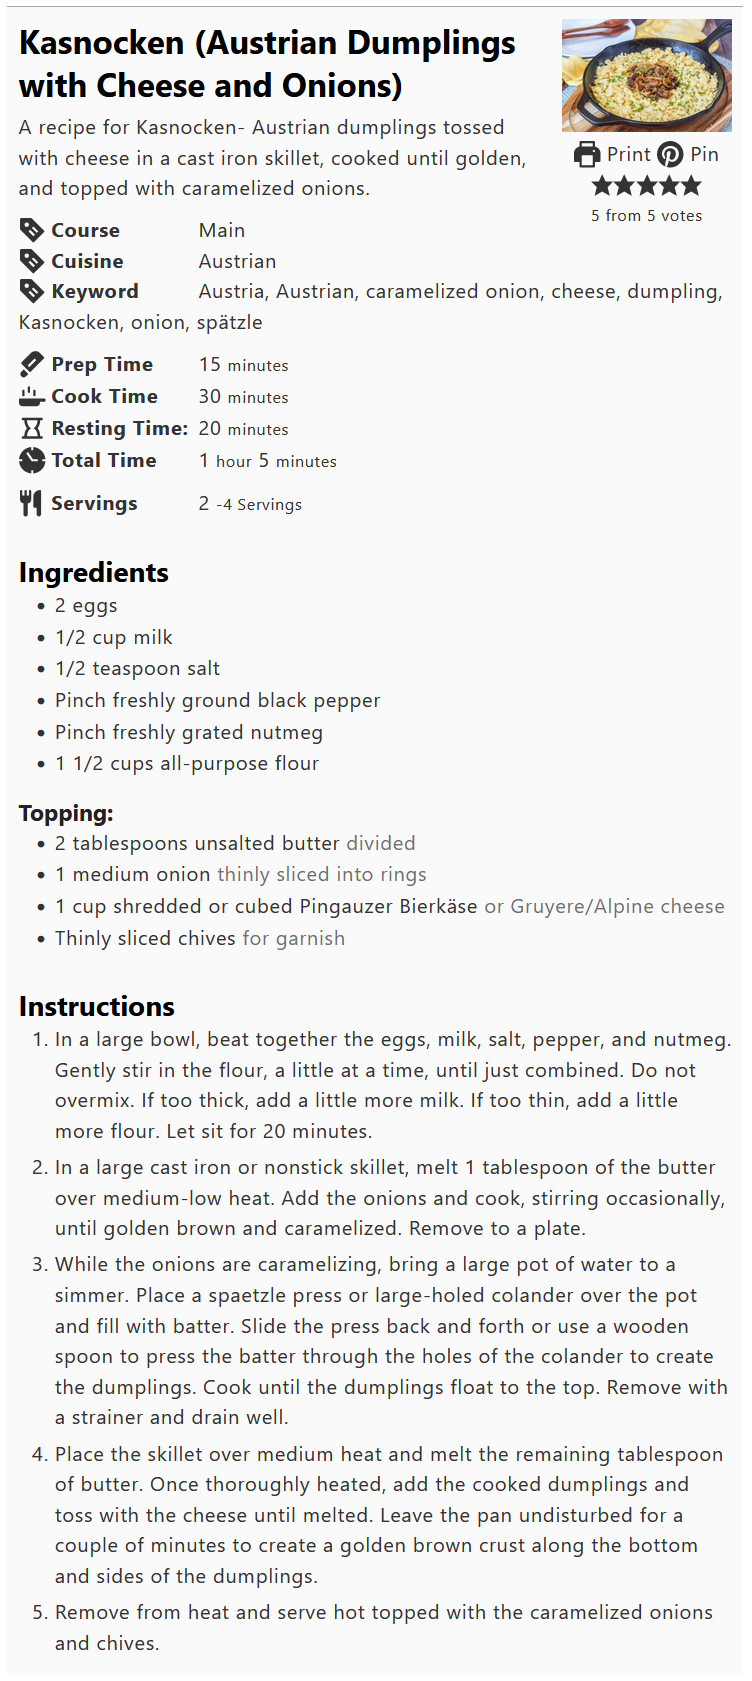 Kasnocken (Austrian Dumplings
with Cheese and Onions)
A recipe for Kasnocken- Austrian dumplings tossed
with cheese in a cast iron skillet, cooked until golden,
and topped with caramelized onions.
Print Pin
5 from 5 votes
Course Main
Cuisine Austrian
Keyword Austria, Austrian, caramelized onion, cheese, dumpling,
Kasnocken, onion, spätzle
Prep Time 15 minutes
Cook Time 30 minutes
Resting Time: 20 minutes
Total Time 1 hour 5 minutes
Servings 2 -4 Servings
Ingredients
• 2 eggs
• 1/2 cup milk
• 1/2 teaspoon salt
• Pinch freshly ground black pepper
• Pinch freshly grated nutmeg
• 1 1/2 cups all-purpose flour
Topping:
• 2 tablespoons unsalted butter divided
• 1 medium onion thinly sliced into rings
• 1 cup shredded or cubed Pingauzer Bierkäse or Gruyere/Alpine cheese
• Thinly sliced chives for garnish
Instructions
1. In a large bowl, beat together the eggs, milk, salt, pepper, and nutmeg.
Gently stir in the flour, a little at a time, until just combined. Do not
overmix. If too thick, add a little more milk. If too thin, add a little
more flour. Let sit for 20 minutes.
2. In a large cast iron or nonstick skillet, melt 1 tablespoon of the butter
over medium-low heat. Add the onions and cook, stirring occasionally,
until golden brown and caramelized. Remove to a plate.
3. While the onions are caramelizing, bring a large pot of water to a
simmer. Place a spaetzle press or large-holed colander over the pot
and fill with batter. Slide the press back and forth or use a wooden
spoon to press the batter through the holes of the colander to create
the dumplings. Cook until the dumplings float to the top. Remove with
a strainer and drain well.
4. Place the skillet over medium heat and melt the remaining tablespoon
of butter. Once thoroughly heated, add the cooked dumplings and
toss with the cheese until melted. Leave the pan undisturbed for a
couple of minutes to create a golden brown crust along the bottom
and sides of the dumplings.
5. Remove from heat and serve hot topped with the caramelized onions
and chives.